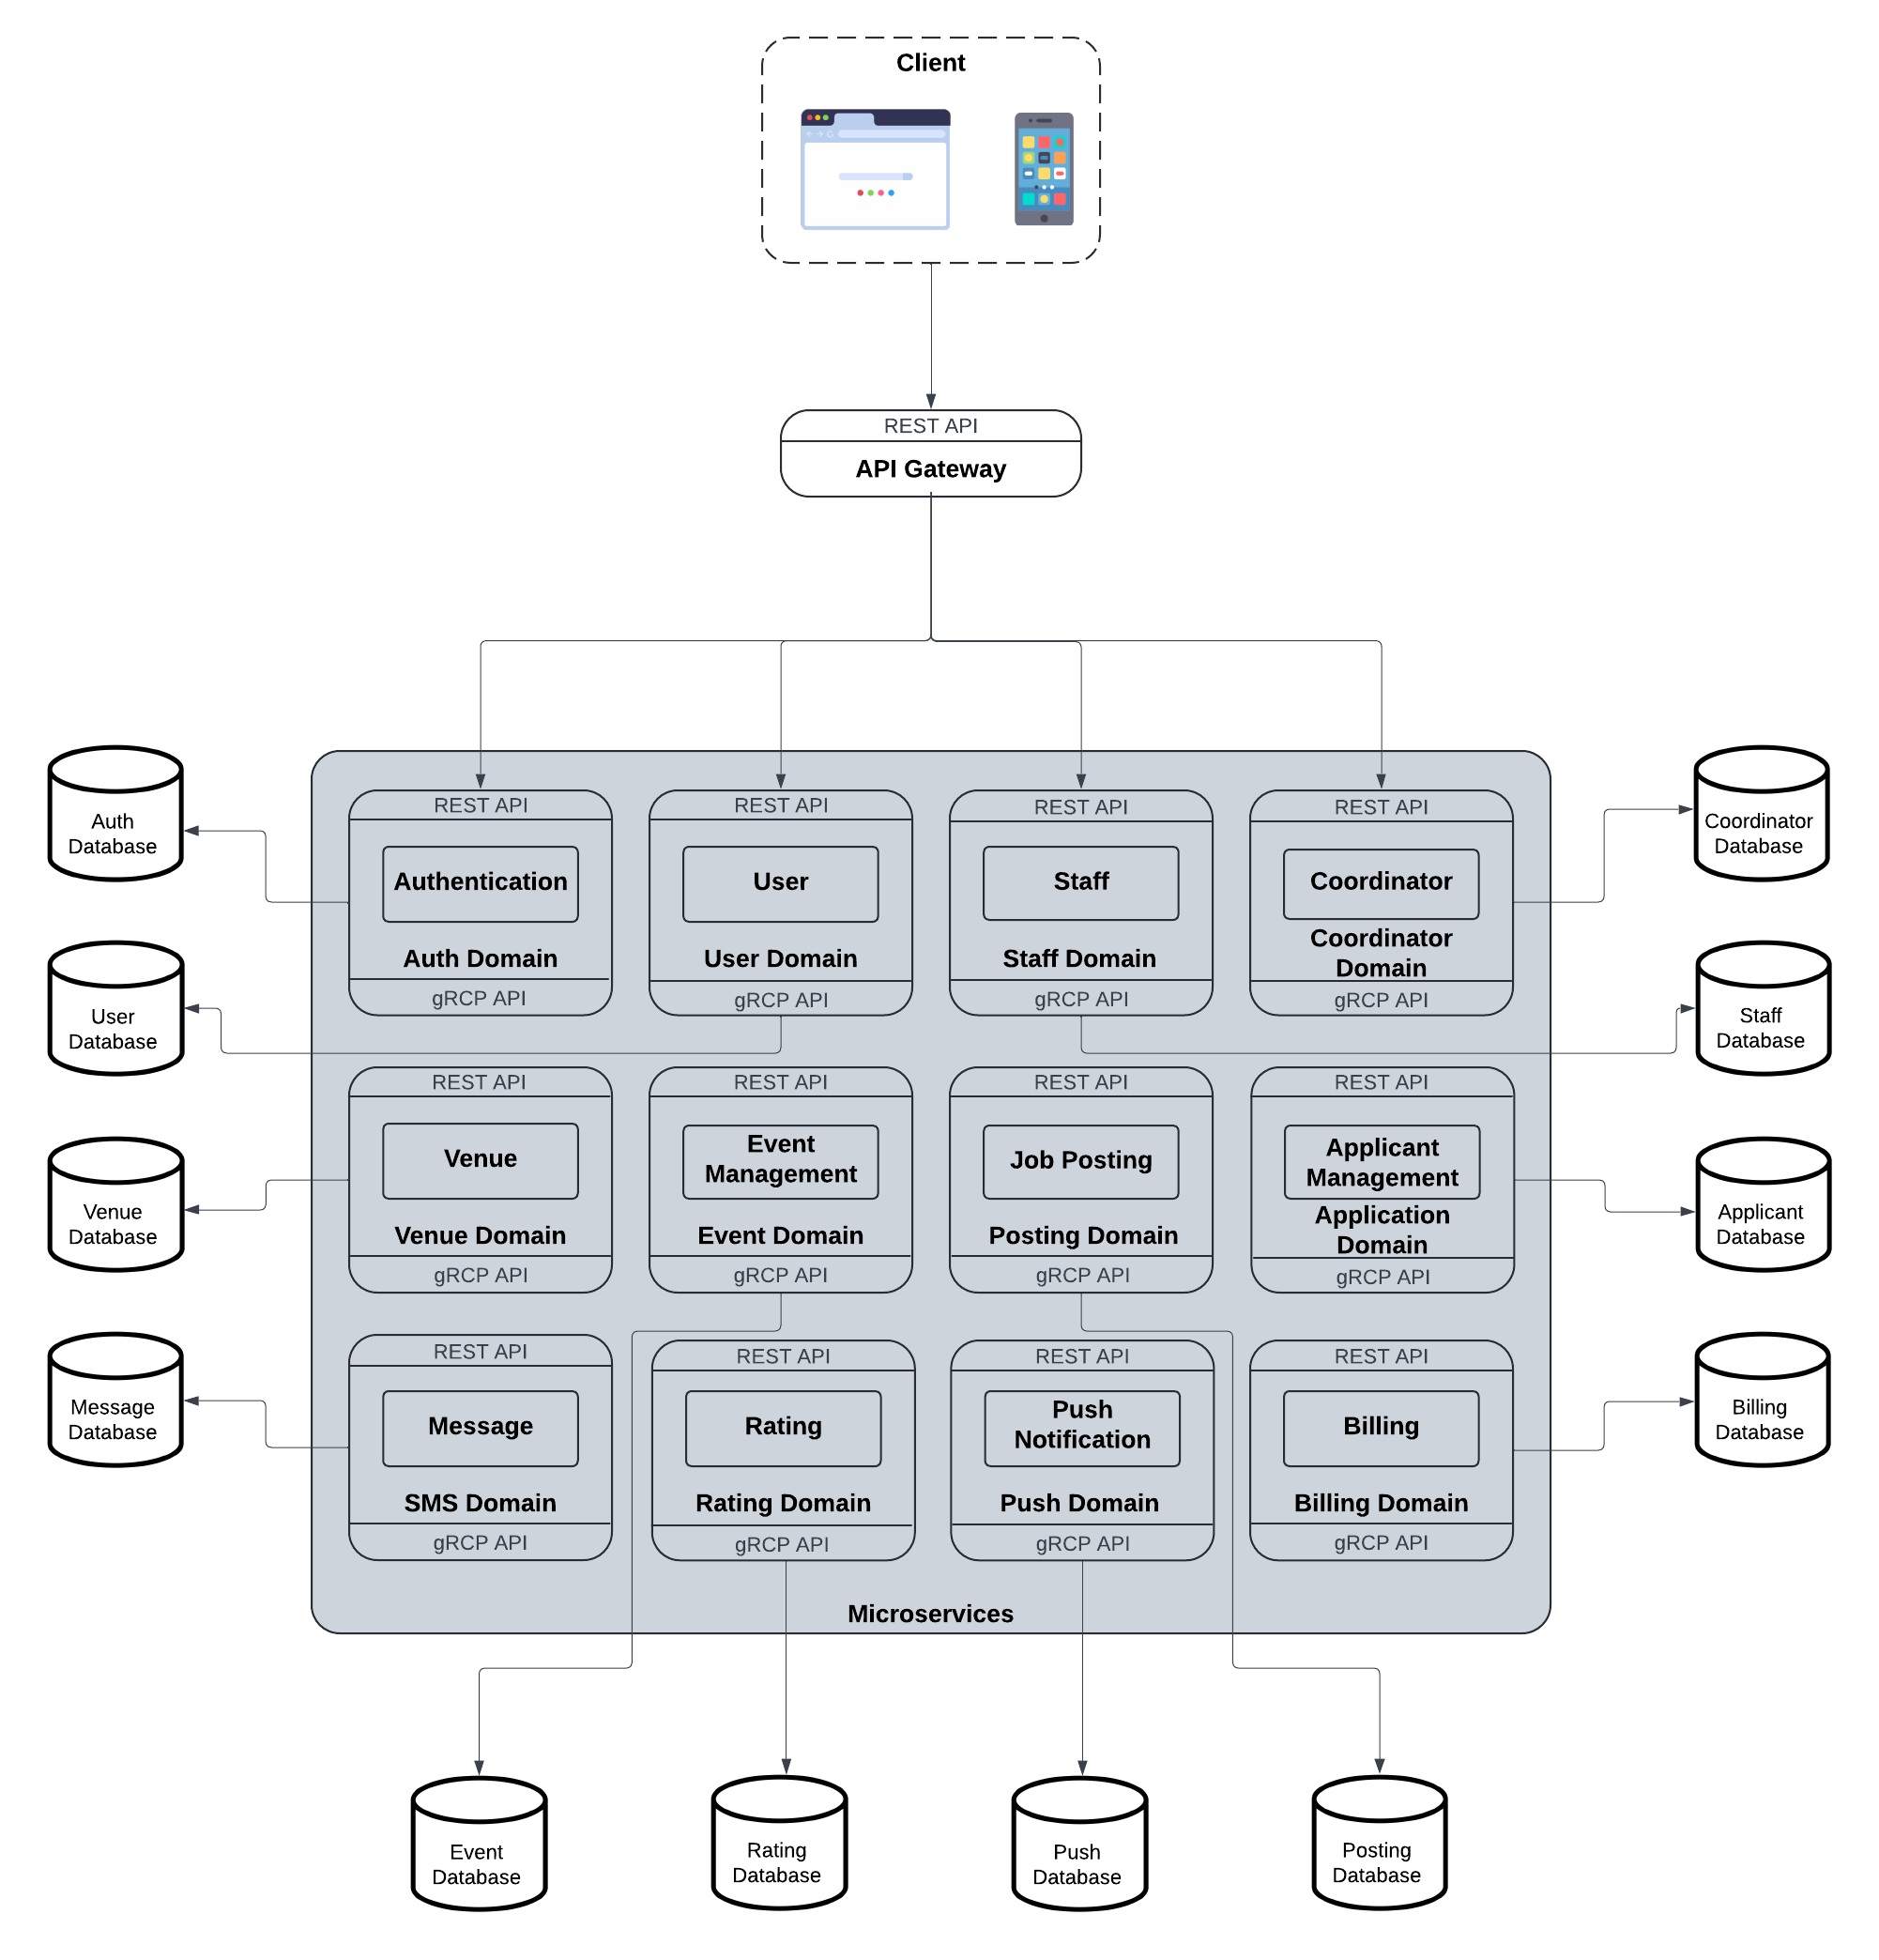 Client
REST API
API Gateway
REST API
Authentication
Auth Domain
gRCP API
REST API
User
User Domain
gRCP API
REST API
Staff
Staff Domain
gRCP API
REST API
Coordinator
Coordinator
Domain
gRCP API
Auth
Database
User
Database
Venue
Database
Message
Database
Coordinator
Database
Staff
Database
Applicant
Database
Billing
Database
REST API
Venue
Venue Domain
gRCP API
REST API
Event
Management
Event Domain
gRCP API
REST API
Job Posting
Posting Domain
gRCP API
REST API
Applicant
Management
Application
Domain
gRCP API
REST API
Message
SMS Domain
gRCP API
REST API
Rating
Rating Domain
gRCP API
REST API
Push
Notification
Push Domain
gRCP API
REST API
Billing
Billing Domain
gRCP API
Microservices
Event
Database
Rating
Database
Push
Database
Posting
Database